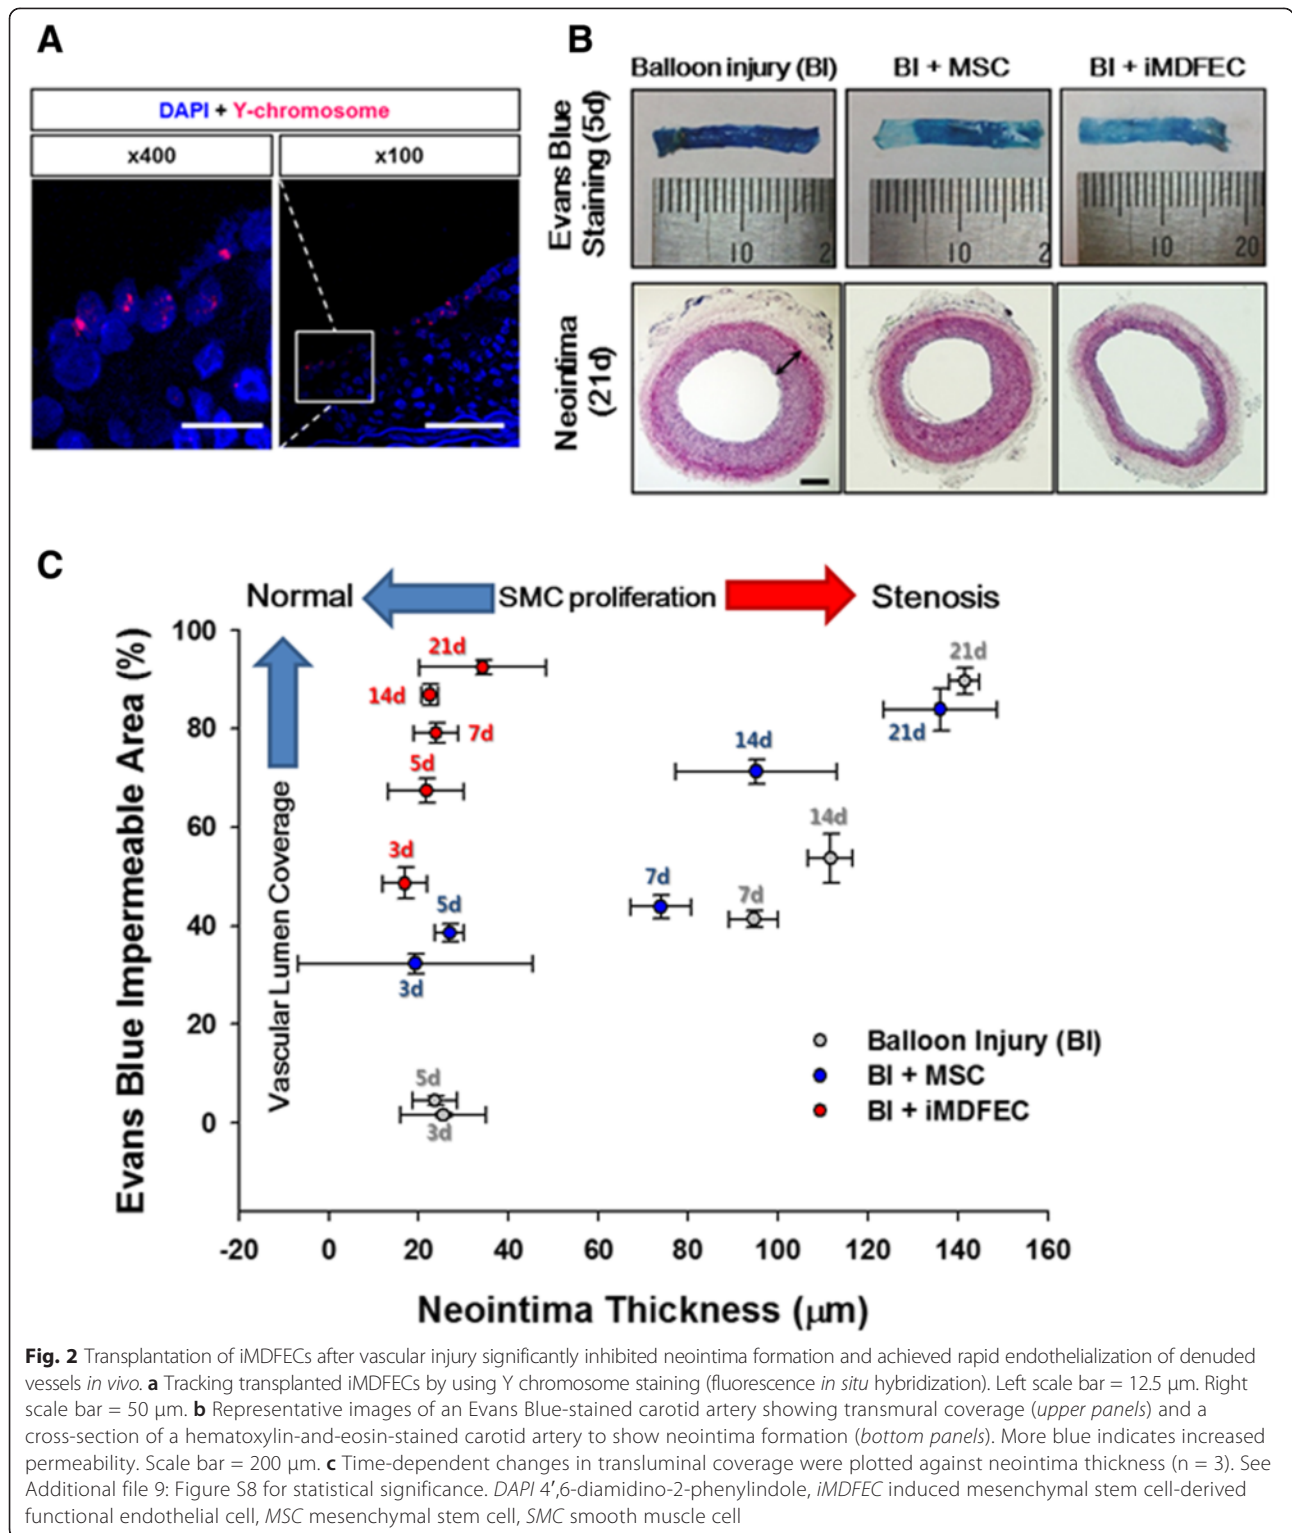 A
DAPI + Y-chromosome
x400
x100
B
Balloon injury (BI)
BI + MSC
BI + iMDFEC
Evans Blue
Staining (5d)
10 2
10 2
10 20
Neointima
(21d)
C
Normal
SMC proliferation
Stenosis
Evans Blue Impermeable Area (%)
Vascular Lumen Coverage
100
80
60
40
20
0
21d
14d
7d
5d
3d
5d
3d
7d
14d
21d
21d
14d
7d
5d
3d
Balloon Injury (BI)
BI + MSC
BI + iMDFEC
-20 0 20 40 60 80 100 120 140 160
Neointima Thickness (μm)
Fig. 2 Transplantation of iMDFECs after vascular injury significantly inhibited neointima formation and achieved rapid endothelialization of denuded
vessels in vivo. a Tracking transplanted iMDFECs by using Y chromosome staining (fluorescence in situ hybridization). Left scale bar = 12.5 μm. Right
scale bar = 50 μm. b Representative images of an Evans Blue-stained carotid artery showing transmural coverage (upper panels) and a
cross-section of a hematoxylin-and-eosin-stained carotid artery to show neointima formation (bottom panels). More blue indicates increased
permeability. Scale bar = 200 μm. c Time-dependent changes in transluminal coverage were plotted against neointima thickness (n = 3). See
Additional file 9: Figure S8 for statistical significance. DAPI 4′,6-diamidino-2-phenylindole, iMDFEC induced mesenchymal stem cell-derived
functional endothelial cell, MSC mesenchymal stem cell, SMC smooth muscle cell